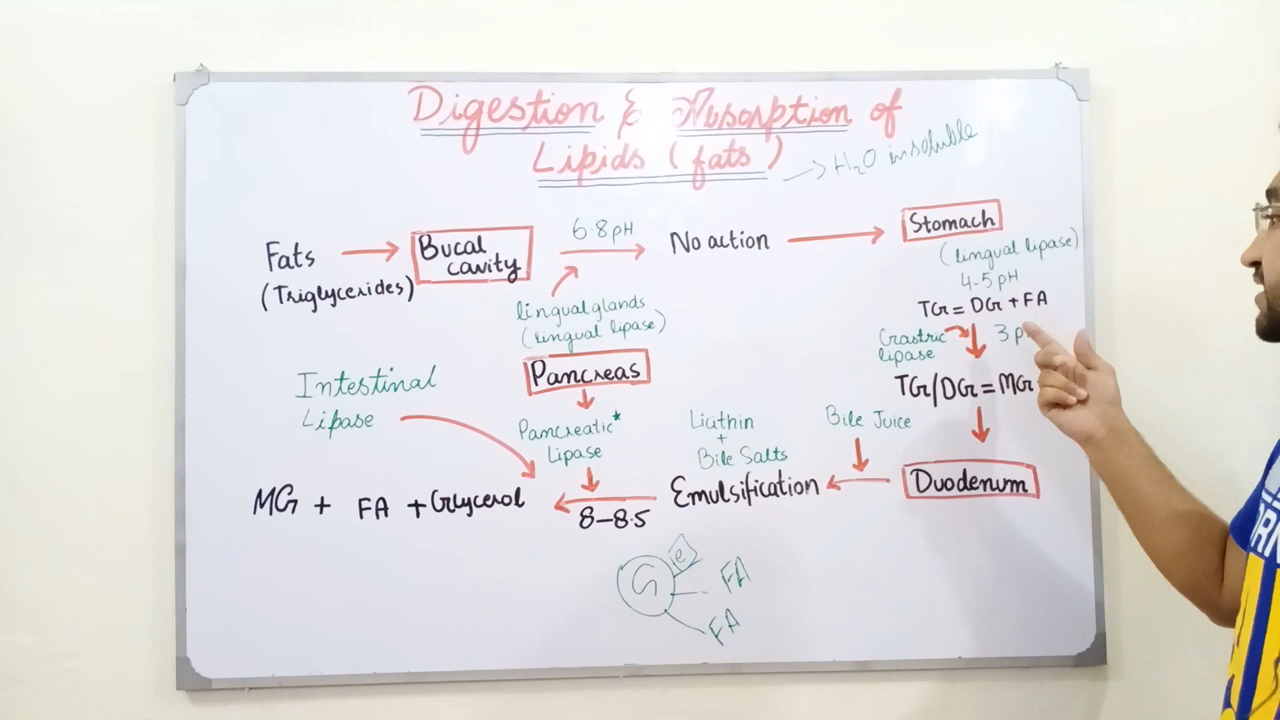 Digestion & Absorption of
Lipids (fats)
→ H₂O insoluble
Fats
(Triglycerides)
Bucal
cavity
6.8 pH
lingual glands
(lingual lipase)
No action
Stomach
(lingual lipase)
4-5 pH
TG = DG + FA
Gastric
lipase
3 p
TG/DG = MG
Duodenum
Bile Juice
Emulsification
Licithin
+
Bile Salts
Pancreas
Pancreatic*
Lipase
8-8.5
Intestinal
Lipase
MG + FA + Glycerol
G
e
FA
FA